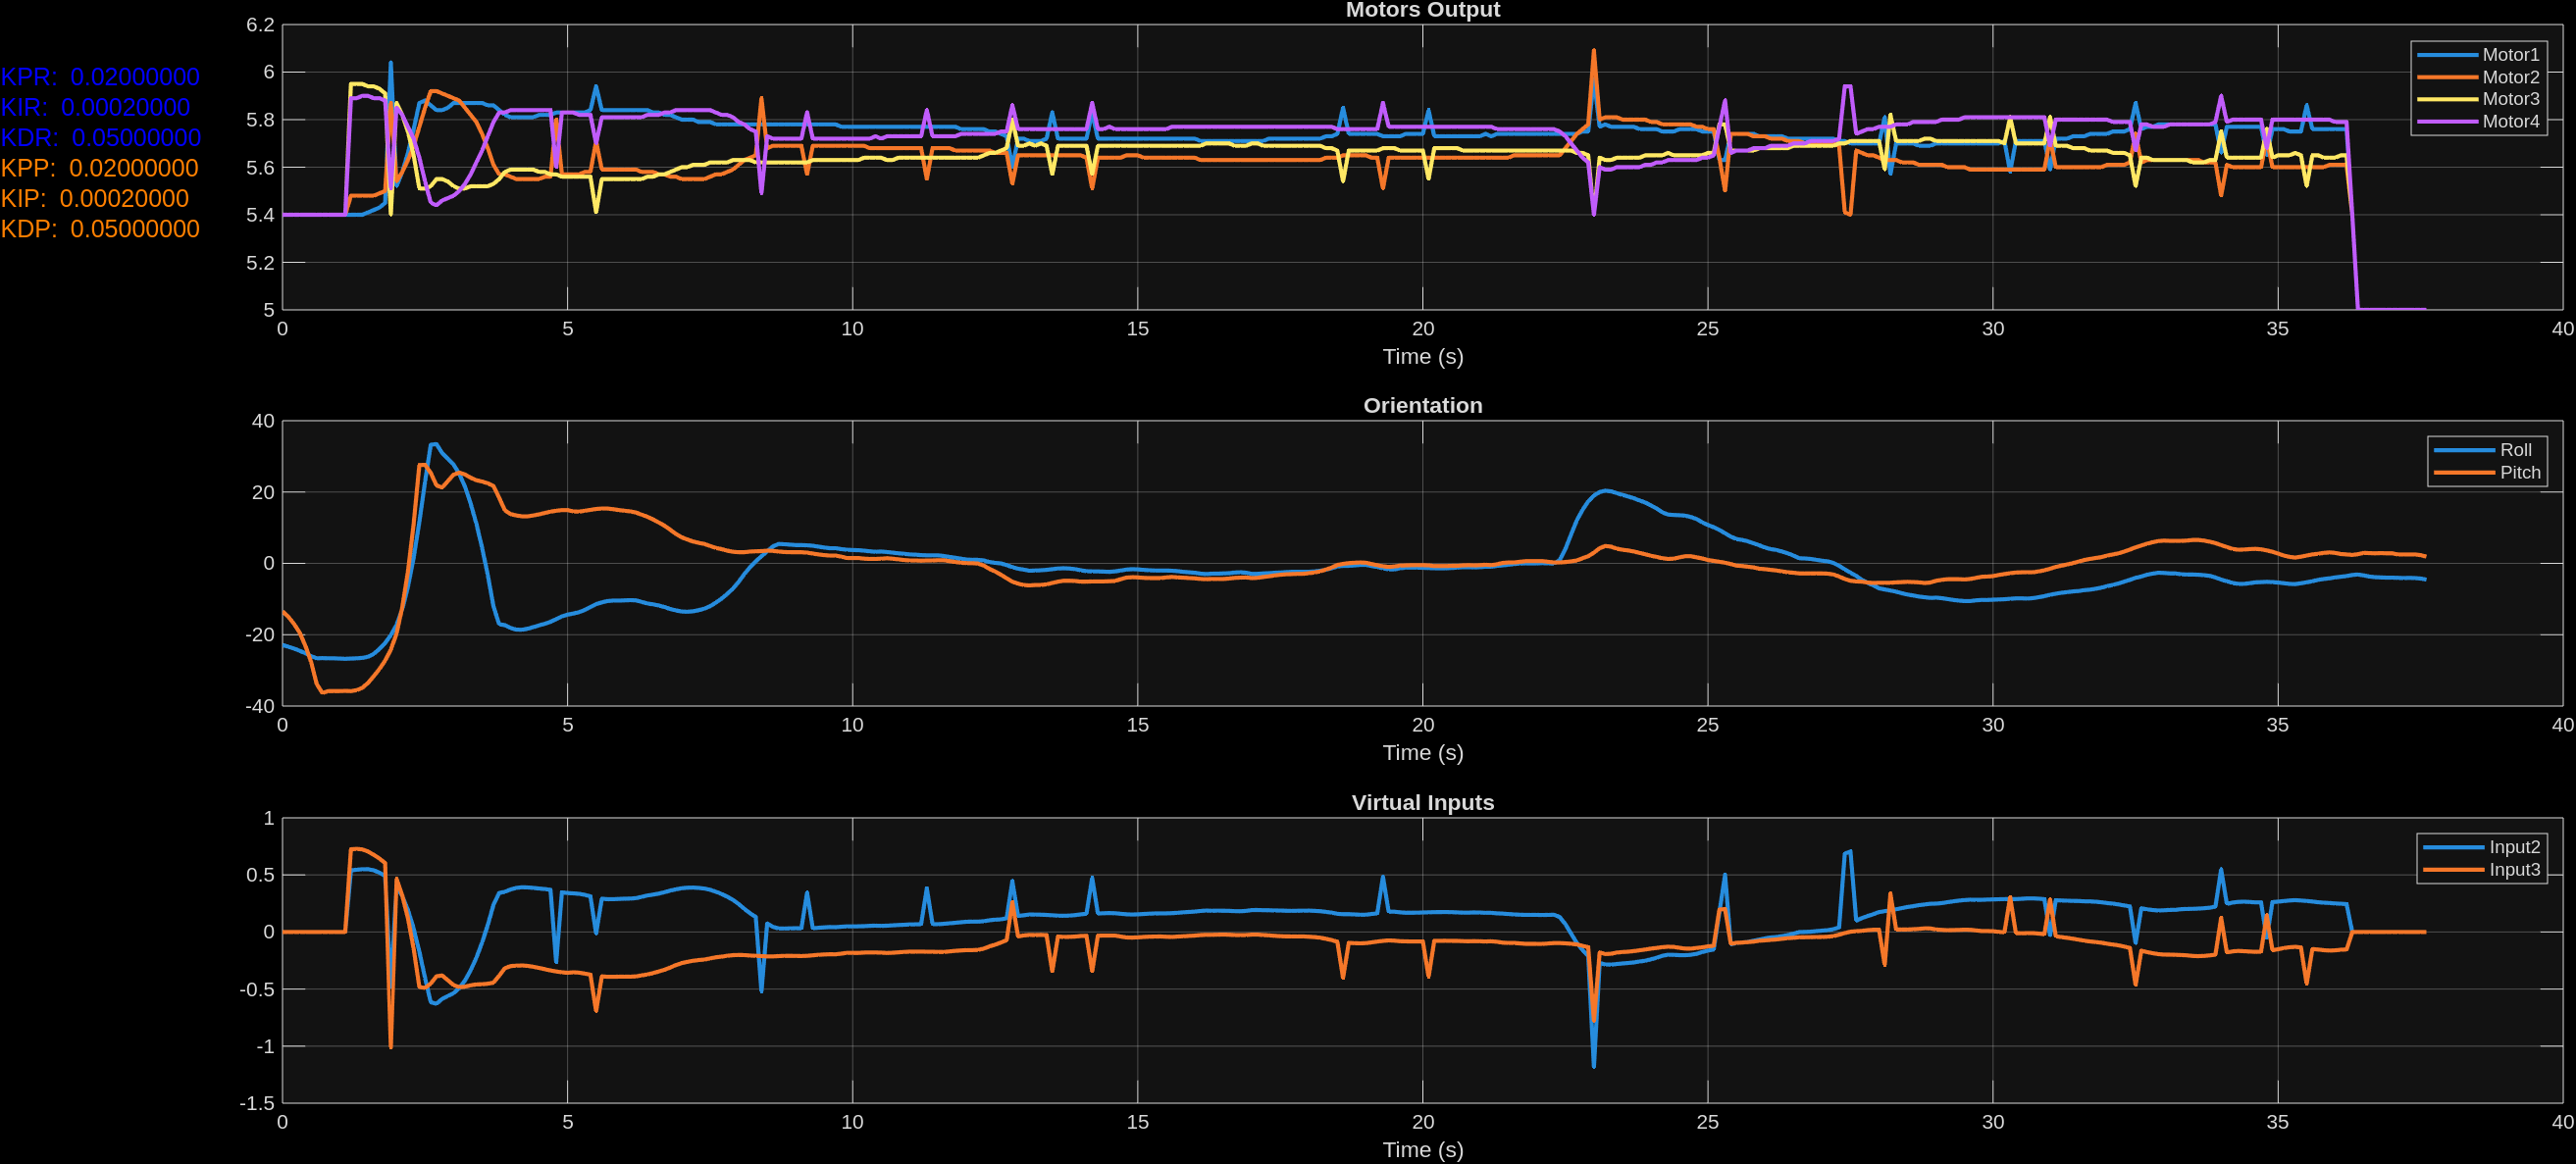 KPR: 0.02000000
KIR: 0.00020000
KDR: 0.05000000
KPP: 0.02000000
KIP: 0.00020000
KDP: 0.05000000
Motors Output
6.2
6
5.8
5.6
5.4
5.2
5
0 5 10 15 20 25 30 35 40
Time (s)
Motor1
Motor2
Motor3
Motor4
Orientation
40
20
0
-20
-40
0 5 10 15 20 25 30 35 40
Time (s)
Roll
Pitch
Virtual Inputs
1
0.5
0
-0.5
-1
-1.5
0 5 10 15 20 25 30 35 40
Time (s)
Input2
Input3